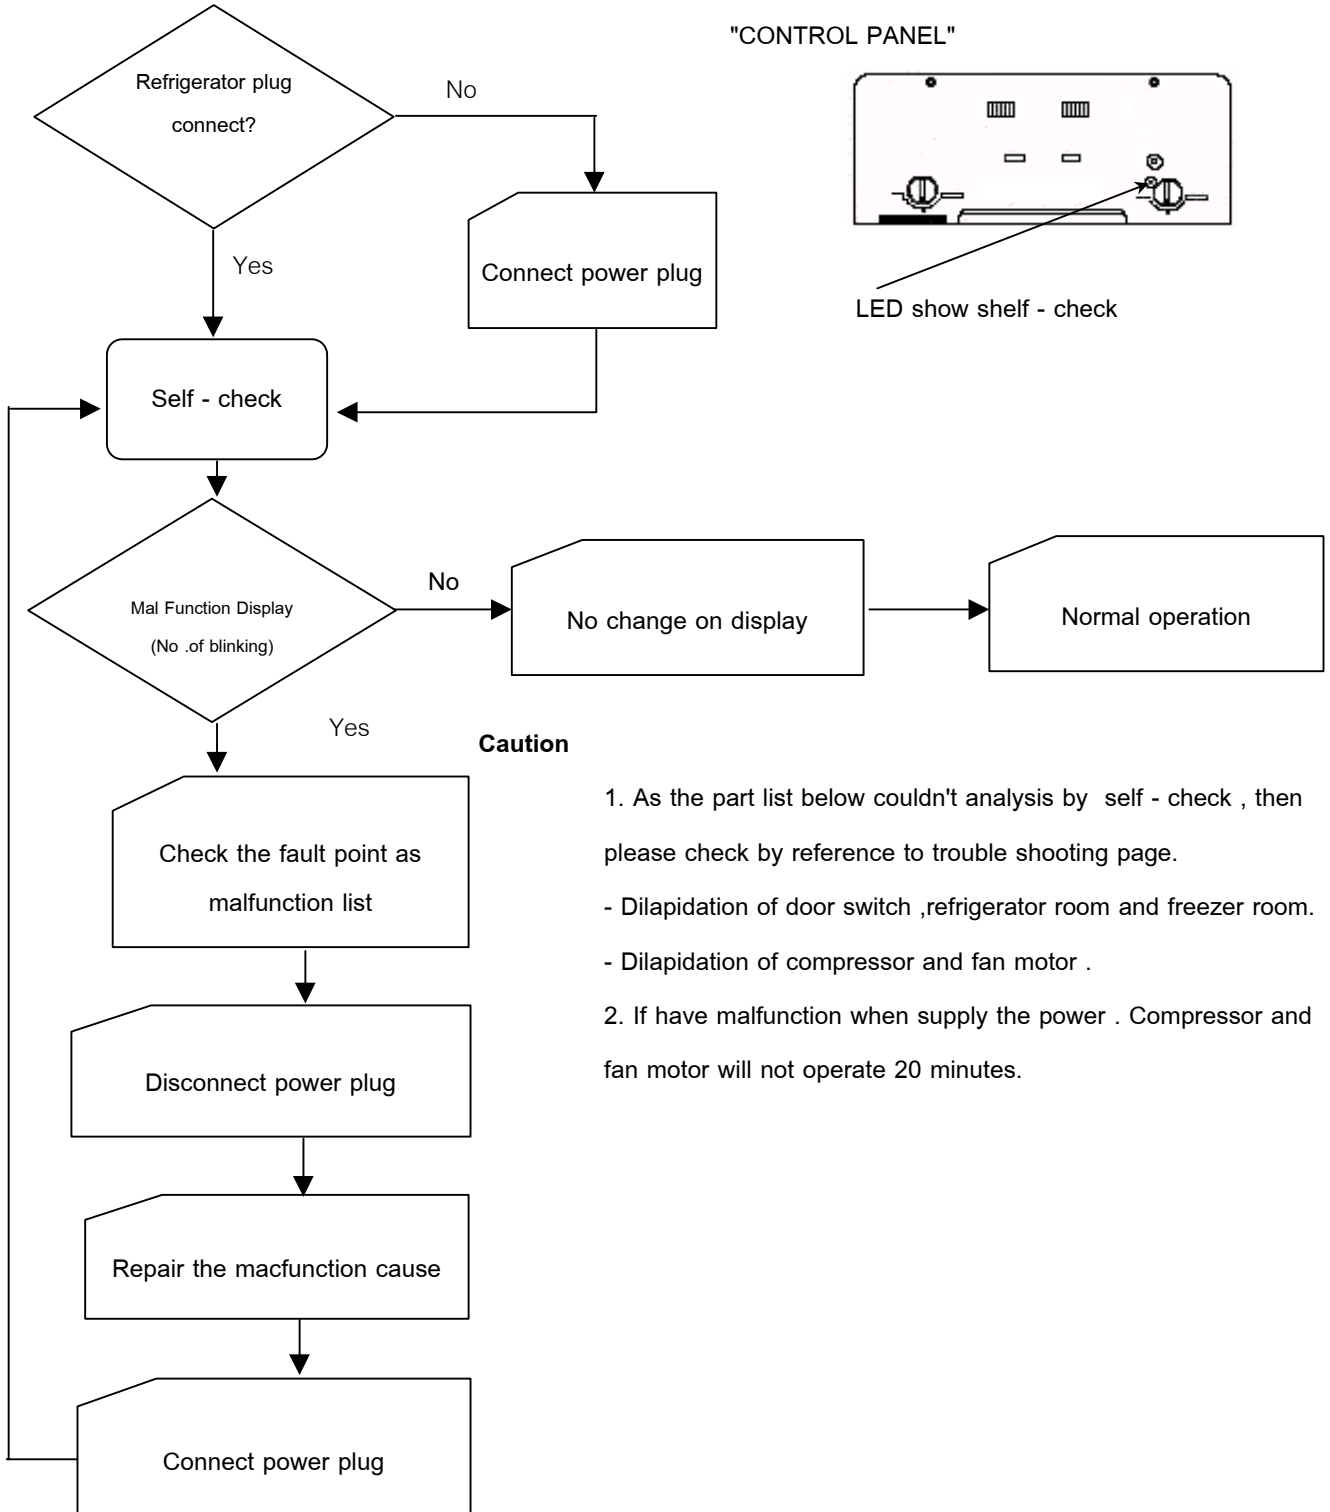 "CONTROL PANEL"
Refrigerator plug
connect?
No
Connect power plug
Yes
LED show shelf - check
Self - check
Mal Function Display
(No .of blinking)
No
No change on display
Normal operation
Yes
Check the fault point as
malfunction list
Disconnect power plug
Repair the macfunction cause
Connect power plug
Caution
1. As the part list below couldn't analysis by self - check , then
please check by reference to trouble shooting page.
- Dilapidation of door switch ,refrigerator room and freezer room.
- Dilapidation of compressor and fan motor .
2. If have malfunction when supply the power . Compressor and
fan motor will not operate 20 minutes.